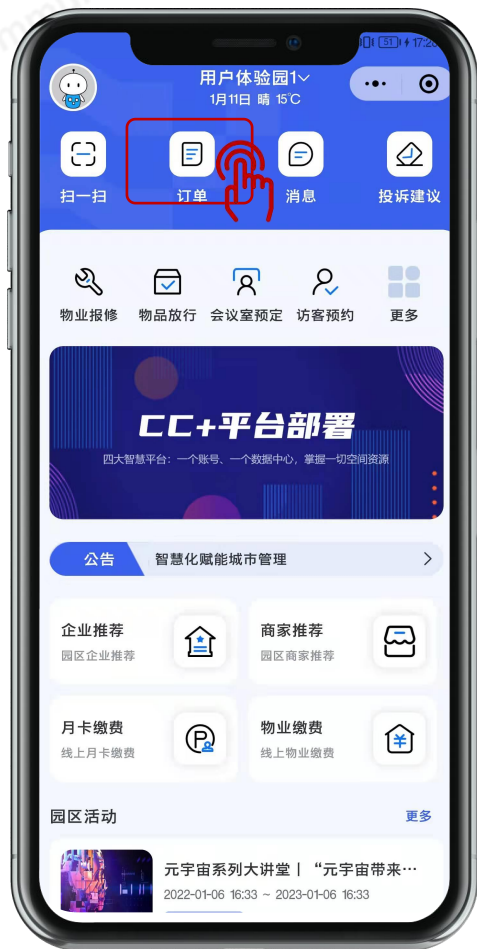 51 17:28
用户体验园1
1月11日 晴 15℃
扫一扫
订单
消息
投诉建议
物业报修
物品放行
会议室预定
访客预约
更多
CC+平台部署
四大智慧平台：一个账号、一个数据中心，掌握一切空间资源
公告
智慧化赋能城市管理
企业推荐
园区企业推荐
商家推荐
园区商家推荐
月卡缴费
线上月卡缴费
物业缴费
线上物业缴费
园区活动
更多
元宇宙系列大讲堂丨 “元宇宙带来…
2022-01-06 16:33 ~ 2023-01-06 16:33